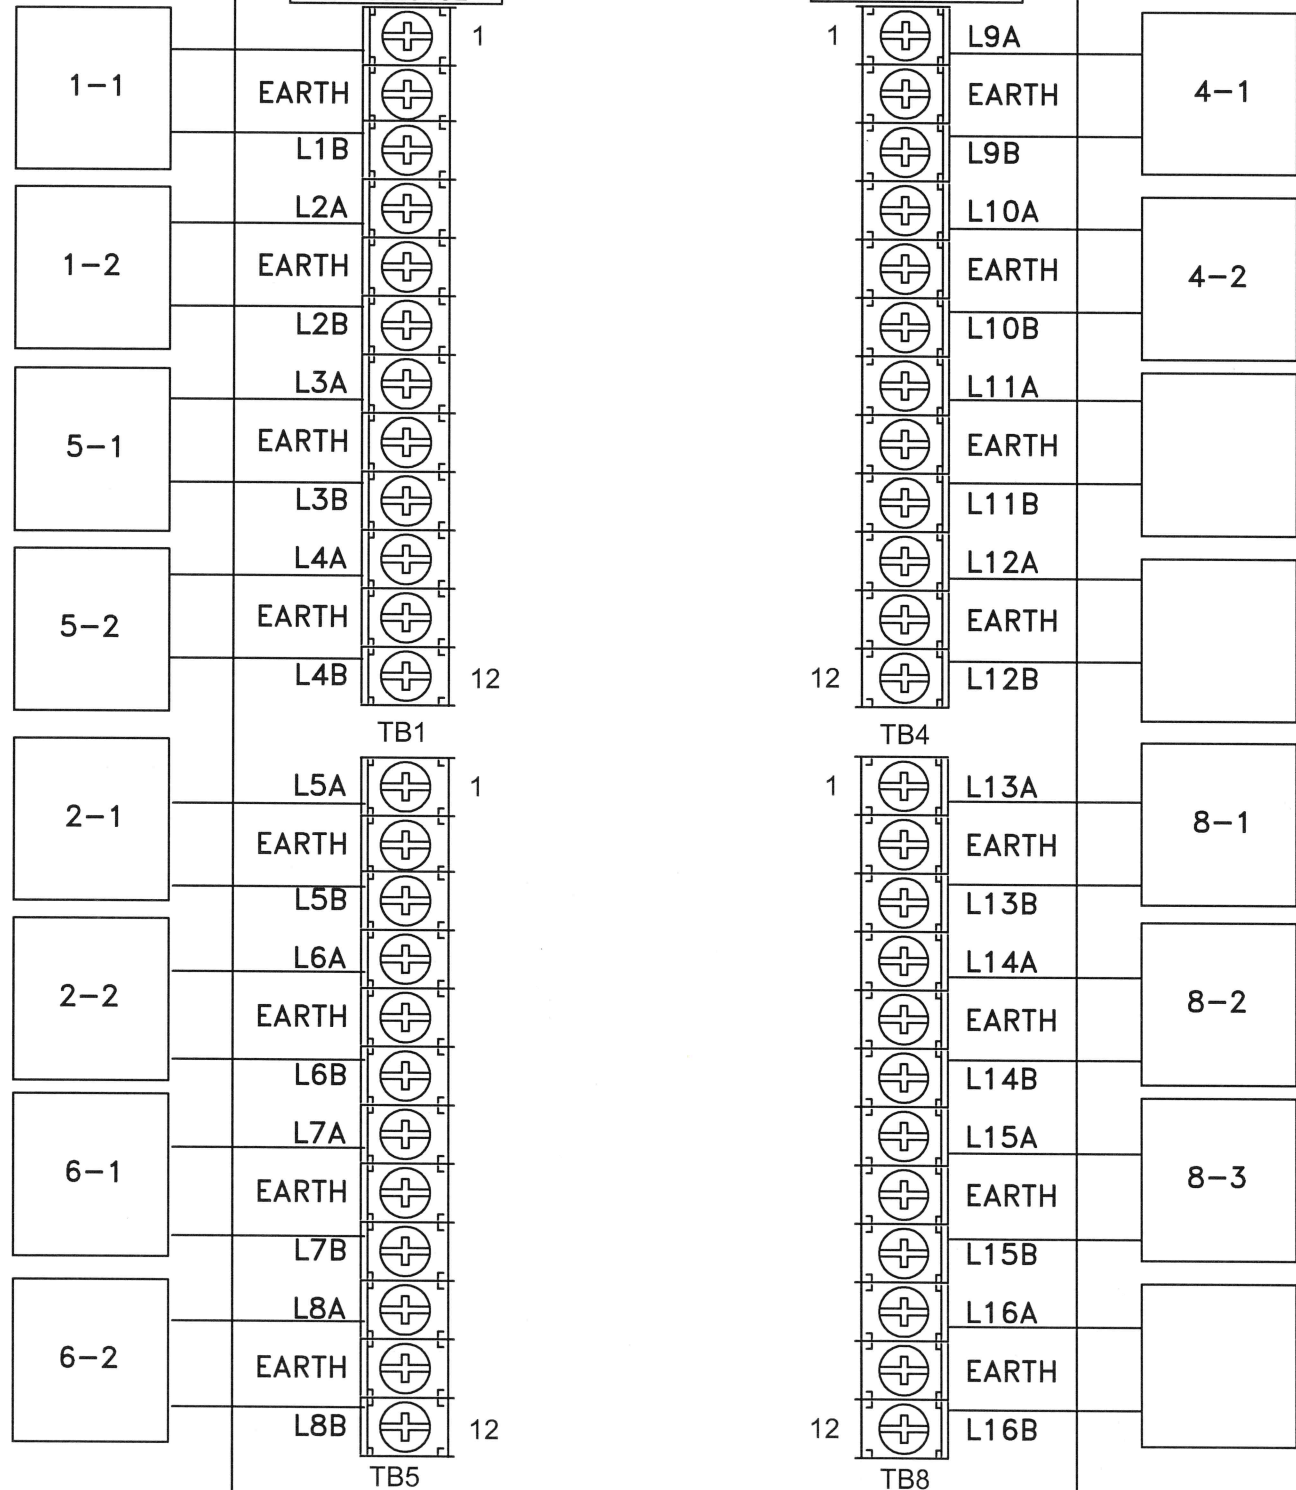 1-1
1
EARTH
L1B
1-2
L2A
EARTH
L2B
5-1
L3A
EARTH
L3B
5-2
L4A
EARTH
L4B
12
TB1
2-1
L5A
1
EARTH
L5B
2-2
L6A
EARTH
L6B
6-1
L7A
EARTH
L7B
6-2
L8A
EARTH
L8B
12
TB5
1
L9A
4-1
EARTH
L9B
L10A
4-2
EARTH
L10B
L11A
EARTH
L11B
L12A
EARTH
12
L12B
TB4
1
L13A
8-1
EARTH
L13B
L14A
8-2
EARTH
L14B
L15A
8-3
EARTH
L15B
L16A
EARTH
12
L16B
TB8